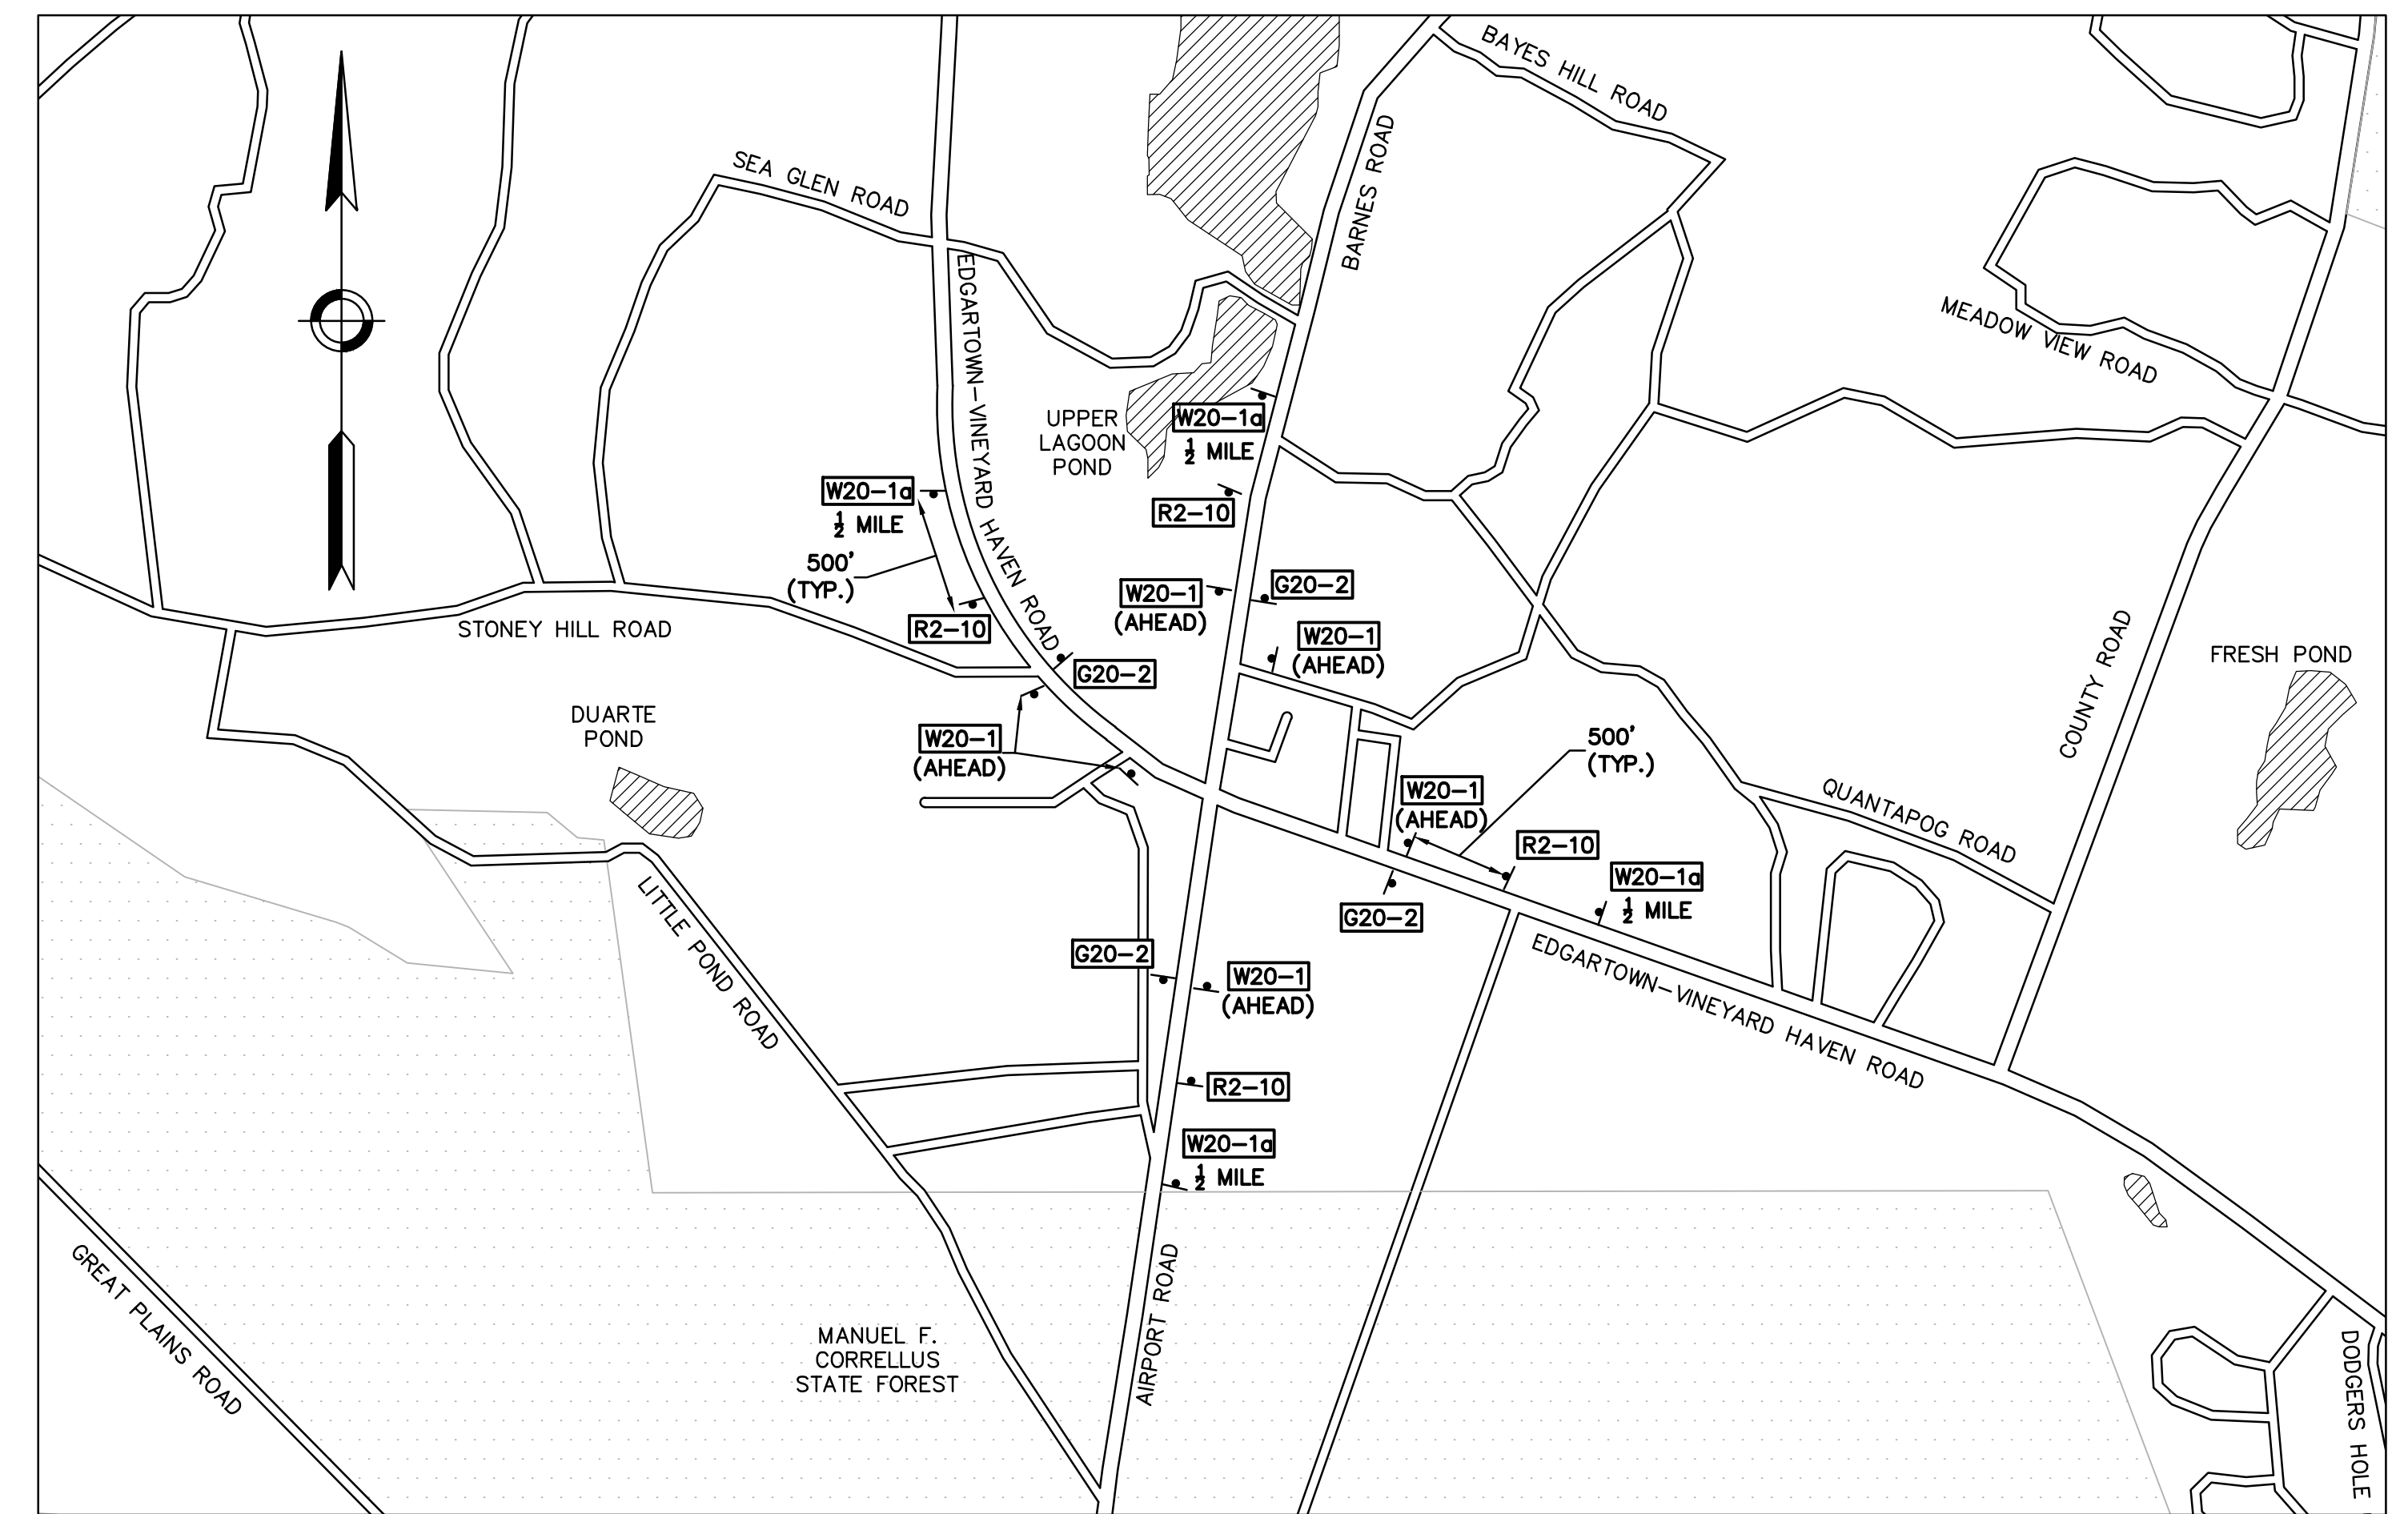 BAYES HILL ROAD
SEA GLEN ROAD
BARNES ROAD
EDGARTOWN-VINEYARD HAVEN ROAD
MEADOW VIEW ROAD
UPPER
LAGOON
POND
W20-1a
½ MILE
R2-10
W20-1a
½ MILE
500'
(TYP.)
R2-10
W20-1
(AHEAD)
G20-2
W20-1
(AHEAD)
STONEY HILL ROAD
G20-2
COUNTY ROAD
FRESH POND
DUARTE
POND
W20-1
(AHEAD)
500'
(TYP.)
W20-1
(AHEAD)
QUANTAPOG ROAD
R2-10
W20-1a
½ MILE
G20-2
LITTLE POND ROAD
G20-2
W20-1
(AHEAD)
EDGARTOWN-VINEYARD HAVEN ROAD
R2-10
W20-1a
½ MILE
GREAT PLAINS ROAD
AIRPORT ROAD
MANUEL F.
CORRELLUS
STATE FOREST
DODGERS HOLE